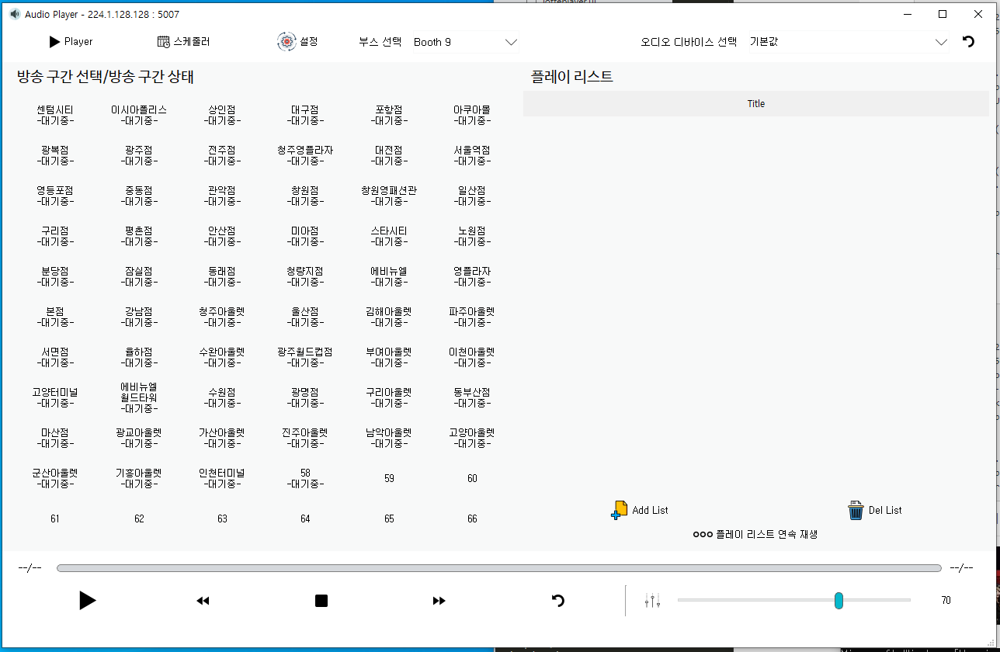 Audio Player - 224.1.128.128 : 5007
Player 스케줄러 설정 부스 선택 Booth 9 오디오 디바이스 선택 기본값
방송 구간 선택/방송 구간 상태
센텀시티 이시아폴리스 상인점 대구점 포항점 아쿠아몰
-대기중- -대기중- -대기중- -대기중- -대기중- -대기중-
광복점 광주점 전주점 청주영플라자 대전점 서울역점
-대기중- -대기중- -대기중- -대기중- -대기중- -대기중-
영등포점 중동점 관악점 창원점 창원영패션관 일산점
-대기중- -대기중- -대기중- -대기중- -대기중- -대기중-
구리점 평촌점 안산점 미아점 스타시티 노원점
-대기중- -대기중- -대기중- -대기중- -대기중- -대기중-
분당점 잠실점 동래점 청량지점 에비뉴엘 영플라자
-대기중- -대기중- -대기중- -대기중- -대기중- -대기중-
본점 강남점 청주아울렛 울산점 김해아울렛 파주아울렛
-대기중- -대기중- -대기중- -대기중- -대기중- -대기중-
서면점 율하점 수완아울렛 광주월드컵점 부여아울렛 이천아울렛
-대기중- -대기중- -대기중- -대기중- -대기중- -대기중-
고양터미널 에비뉴엘 수원점 광명점 구리아울렛 동부산점
월드타워
-대기중- -대기중- -대기중- -대기중- -대기중- -대기중-
마산점 광교아울렛 가산아울렛 진주아울렛 남악아울렛 고양아울렛
-대기중- -대기중- -대기중- -대기중- -대기중- -대기중-
군산아울렛 기흥아울렛 인천터미널 58 59 60
-대기중- -대기중- -대기중- -대기중-
61 62 63 64 65 66
플레이 리스트
Title
Add List Del List
플레이 리스트 연속 재생
--/-- --/--
70